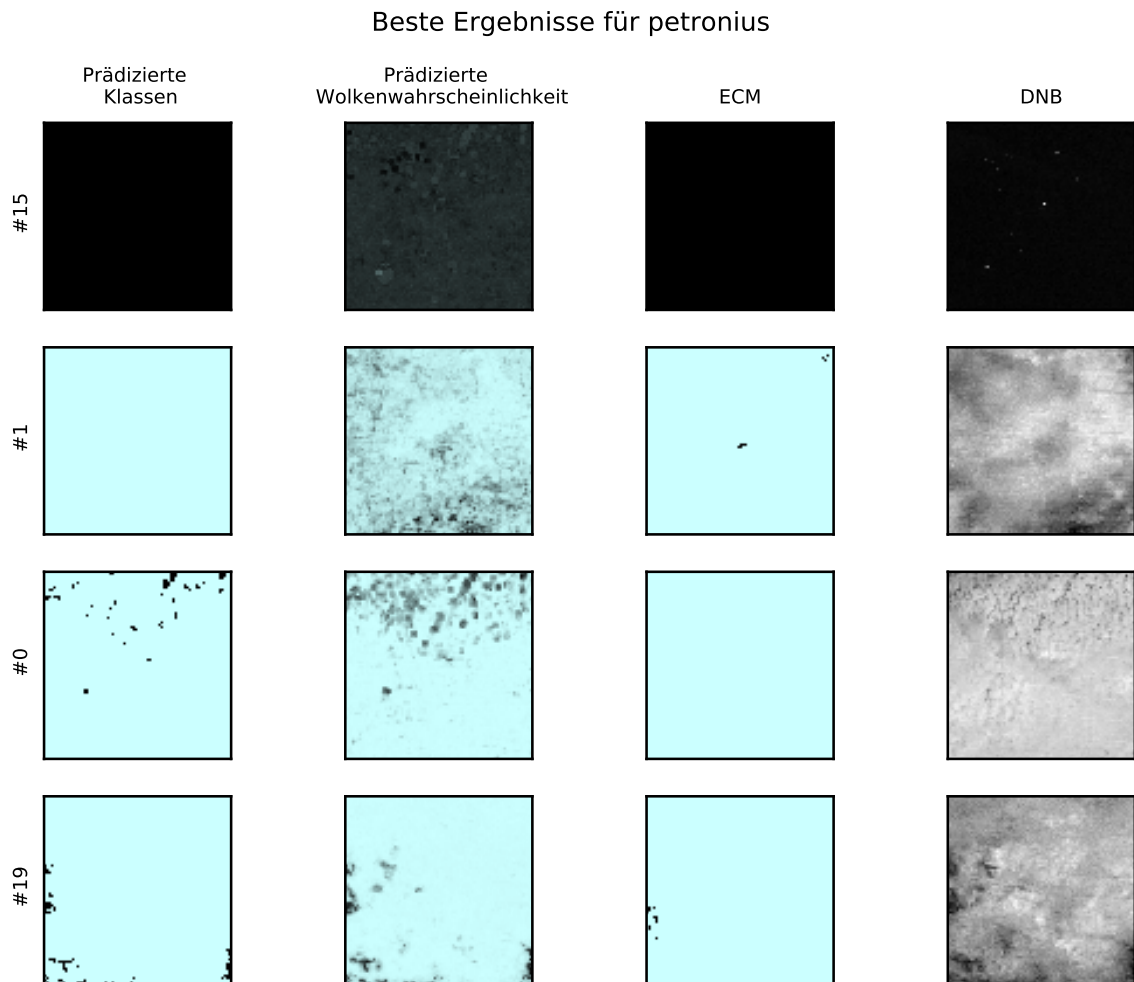 Beste Ergebnisse für petronius
Prädizierte
Klassen
Prädizierte
Wolkenwahrscheinlichkeit
ECM
DNB
#15
#1
#0
#19